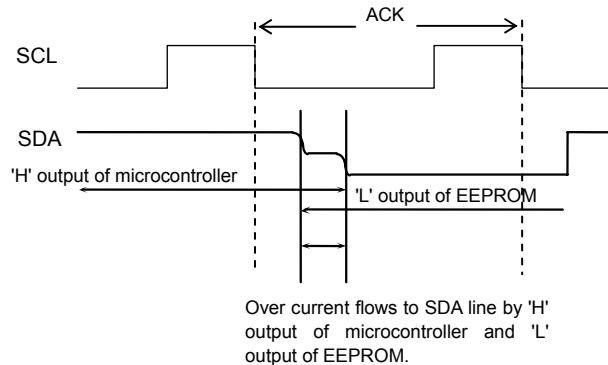 ACK
SCL
SDA
'H' output of microcontroller
'L' output of EEPROM
Over current flows to SDA line by 'H'
output of microcontroller and 'L'
output of EEPROM.